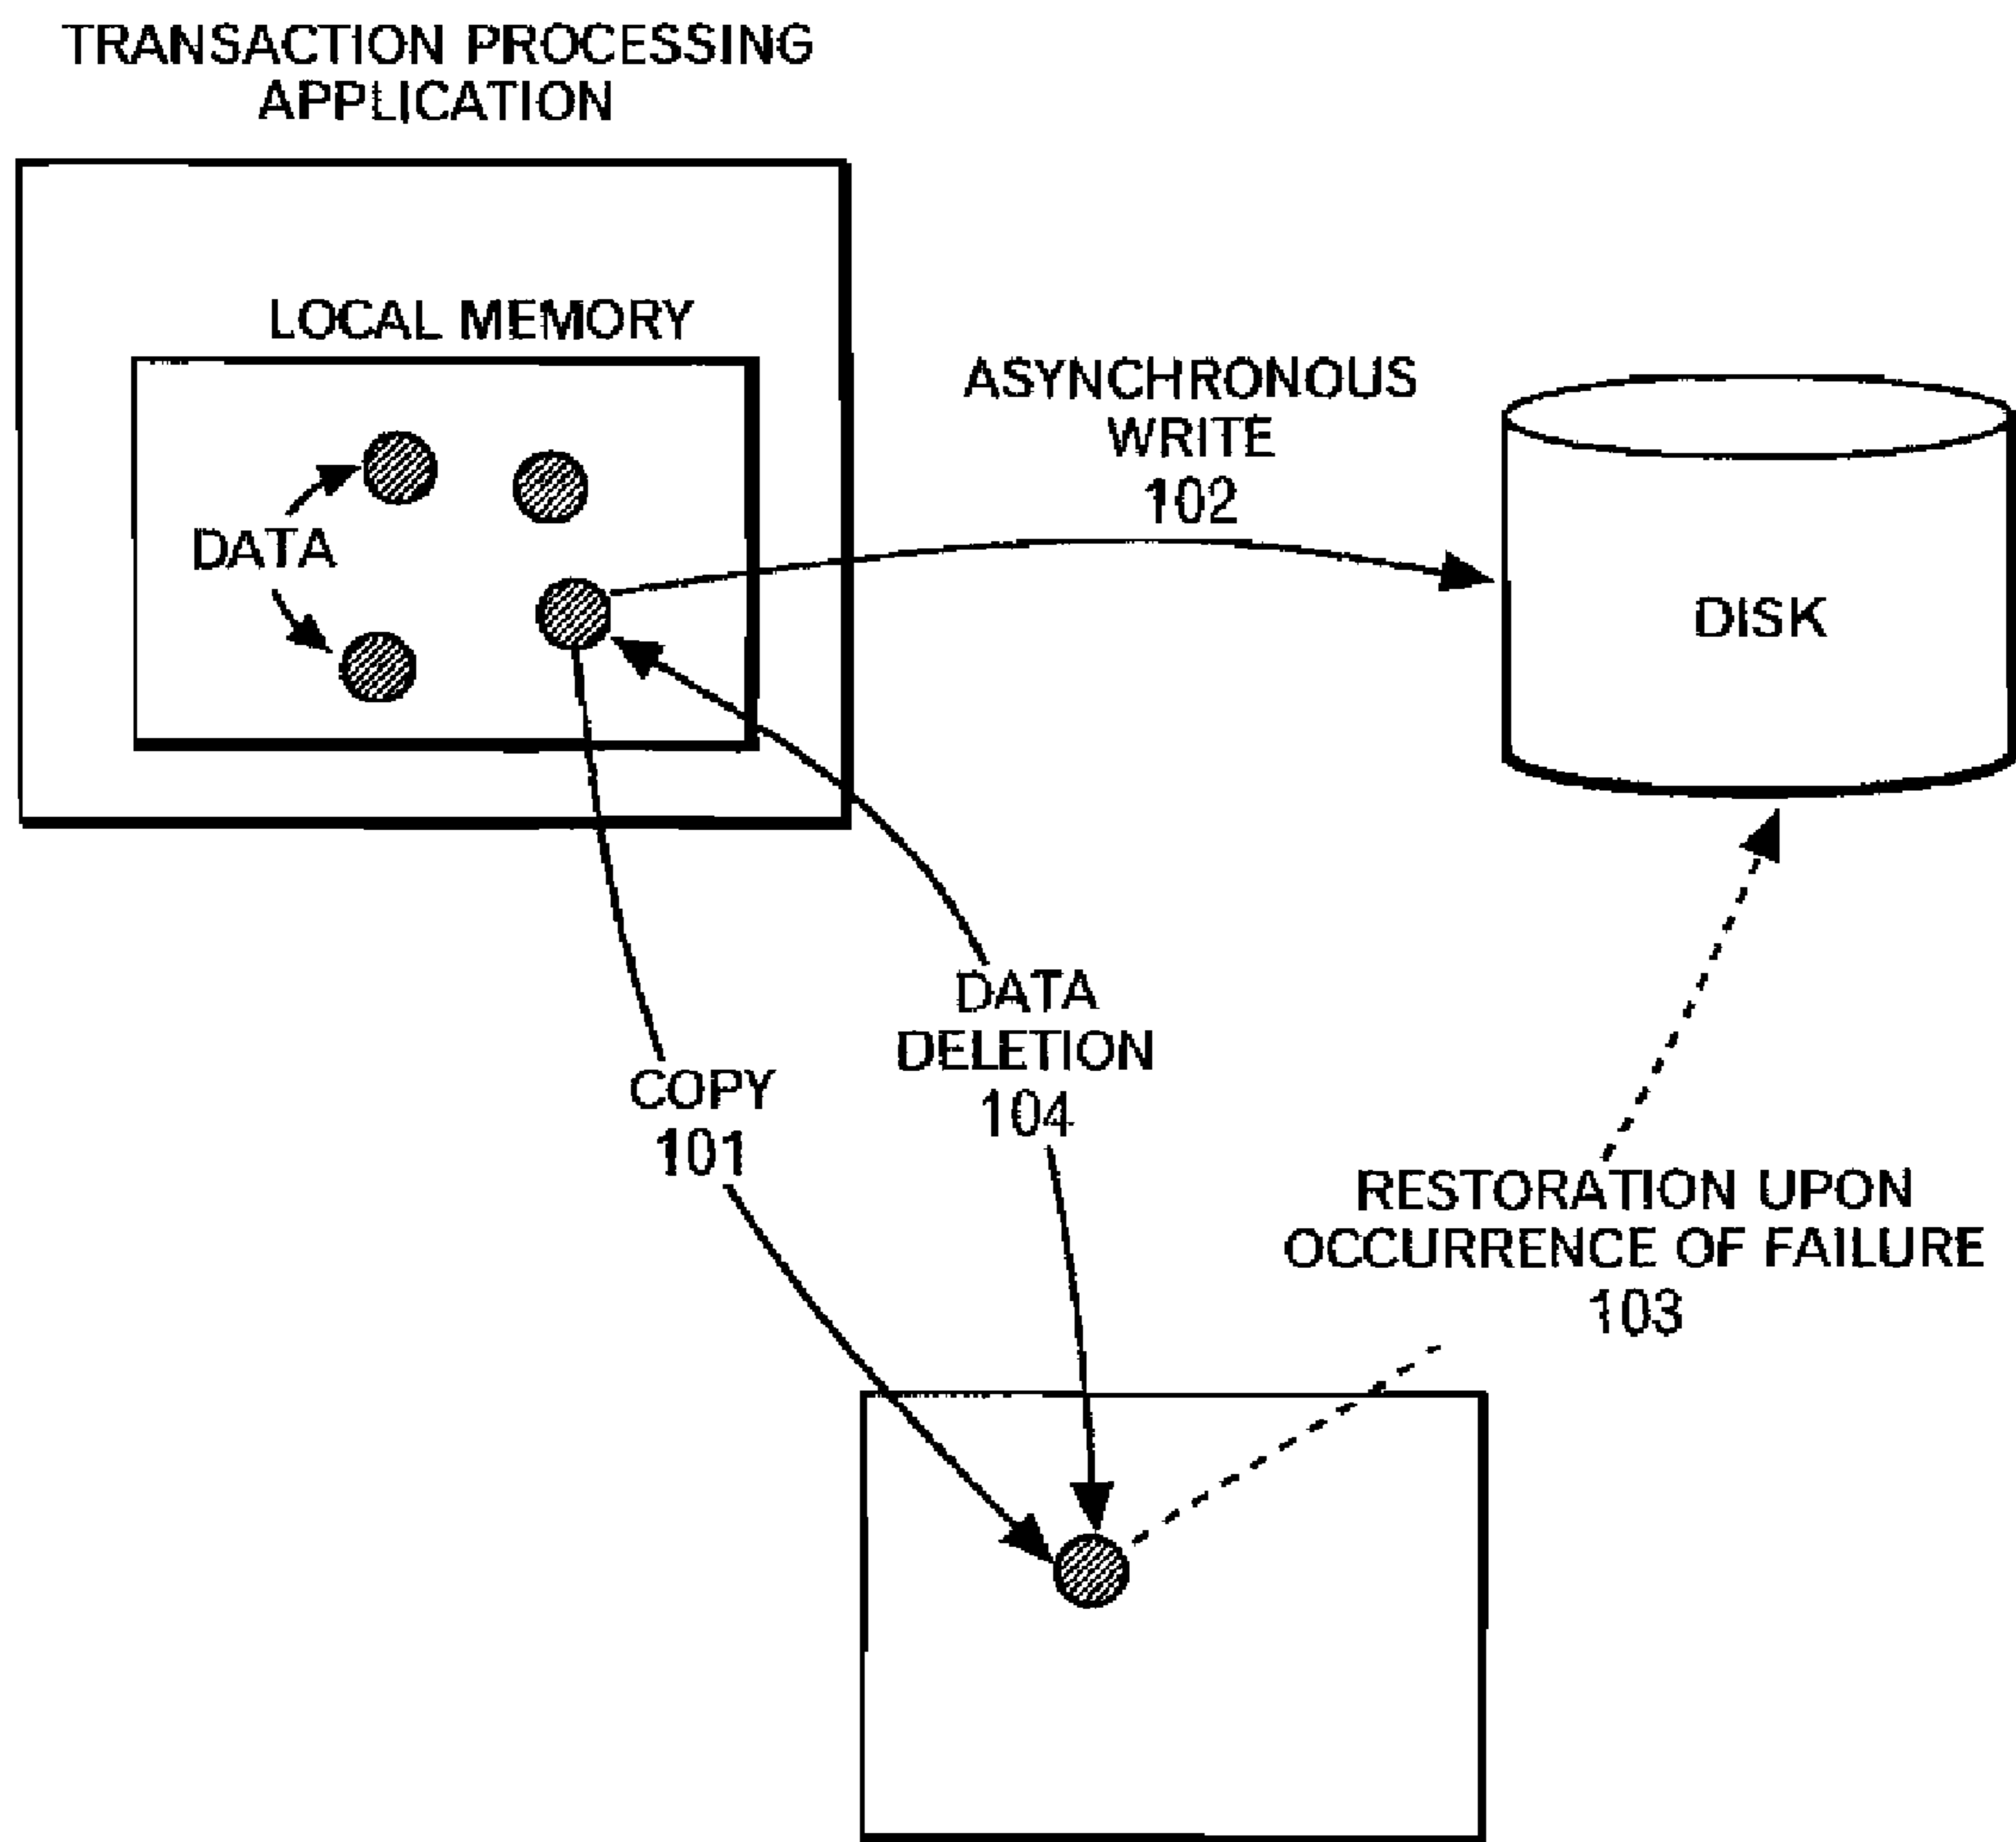 TRANSACTION PROCESSING
APPLICATION
LOCAL MEMORY
DATA
ASYNCHRONOUS
WRITE
102
DISK
DATA
DELETION
104
COPY
101
RESTORATION UPON
OCCURRENCE OF FAILURE
103